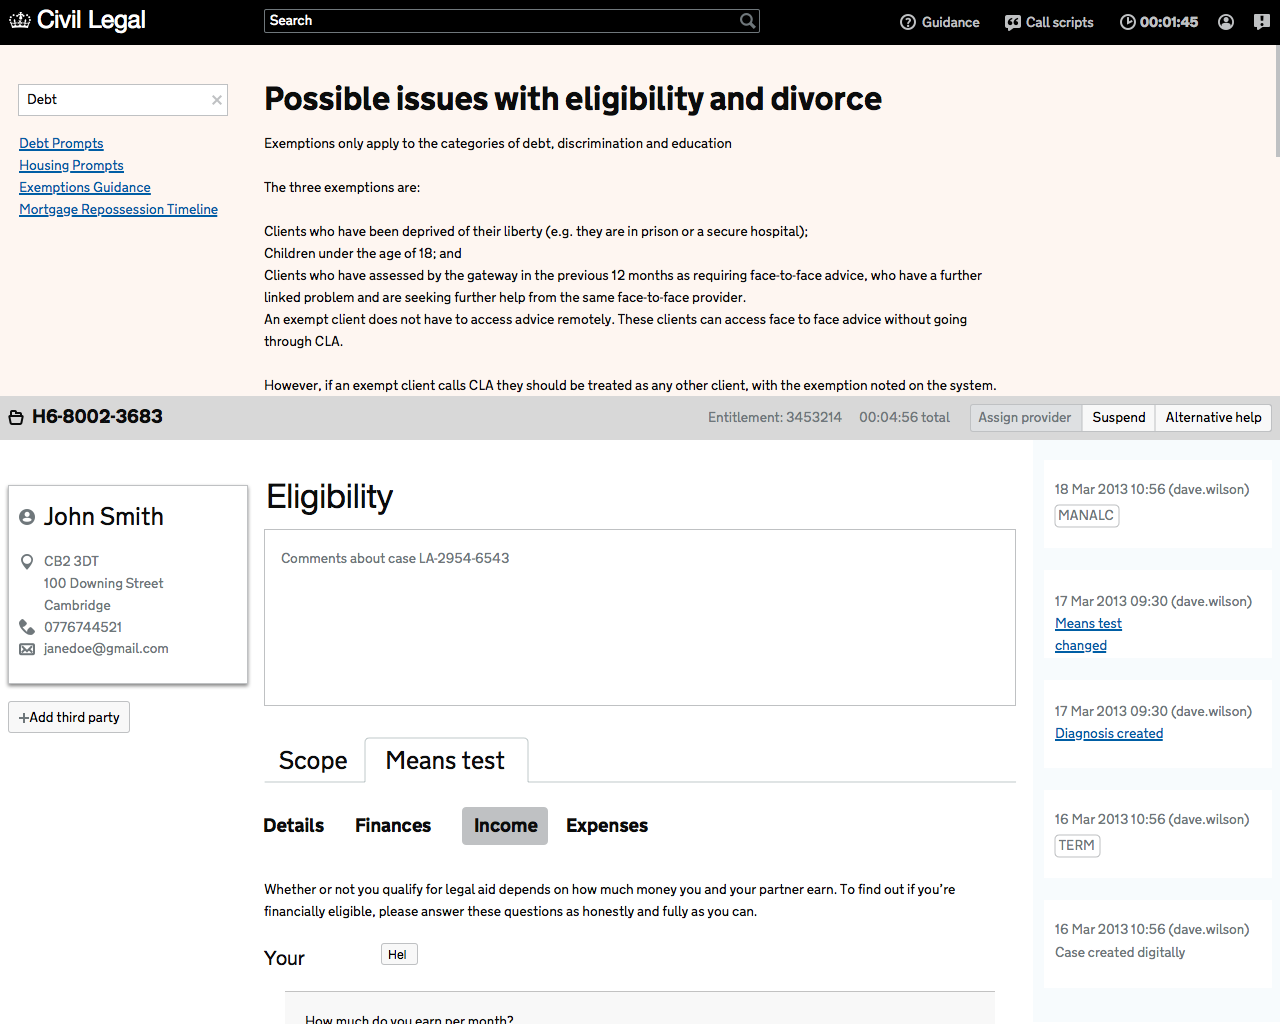 Civil Legal
Search
Guidance
Call scripts
00:01:45
Debt
Debt Prompts
Housing Prompts
Exemptions Guidance
Mortgage Repossession Timeline
Possible issues with eligibility and divorce
Exemptions only apply to the categories of debt, discrimination and education
The three exemptions are:
Clients who have been deprived of their liberty (e.g. they are in prison or a secure hospital);
Children under the age of 18; and
Clients who have assessed by the gateway in the previous 12 months as requiring face-to-face advice, who have a further
linked problem and are seeking further help from the same face-to-face provider.
An exempt client does not have to access advice remotely. These clients can access face to face advice without going
through CLA.
However, if an exempt client calls CLA they should be treated as any other client, with the exemption noted on the system.
H6-8002-3683
Entitlement: 3453214
00:04:56 total
Assign provider
Suspend
Alternative help
John Smith
CB2 3DT
100 Downing Street
Cambridge
0776744521
janedoe@gmail.com
+Add third party
Eligibility
Comments about case LA-2954-6543
Scope
Means test
Details
Finances
Income
Expenses
Whether or not you qualify for legal aid depends on how much money you and your partner earn. To find out if you're
financially eligible, please answer these questions as honestly and fully as you can.
Your
Hel
How much do you earn per month?
18 Mar 2013 10:56 (dave.wilson)
MANALC
17 Mar 2013 09:30 (dave.wilson)
Means test
changed
17 Mar 2013 09:30 (dave.wilson)
Diagnosis created
16 Mar 2013 10:56 (dave.wilson)
TERM
16 Mar 2013 10:56 (dave.wilson)
Case created digitally